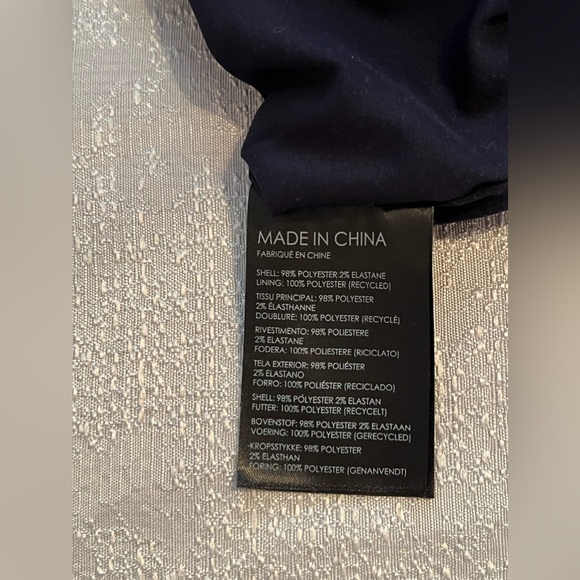 MADE IN CHINA
FABRIQUÉ EN CHINE
SHELL: 98% POLYESTER 2% ELASTANE
LINING: 100% POLYESTER (RECYCLED)
TISSU PRINCIPAL: 98% POLYESTER
2% ÉLASTHANNE
DOUBLURE: 100% POLYESTER (RECYCLÉ)
RIVESTIMENTO: 98% POLIESTERE
2% ELASTANE
FODERA: 100% POLIESTERE (RICICLATO)
TELA EXTERIOR: 98% POLIÉSTER
2% ELASTANO
FORRO: 100% POLIÉSTER (RECICLADO)
SHELL: 98% PÓLYESTER 2% ELASTAN
FUTTER: 100% POLYESTER (RECYCELT)
BOVENSTOF: 98% POLYESTER 2% ELASTAAN
VOERING: 100% POLYESTER (GERECYCLED)
KROPSSTYKKE: 98% POLYESTER
2% ELASTHAN
FORING: 100% POLYESTER (GENANVENDT)